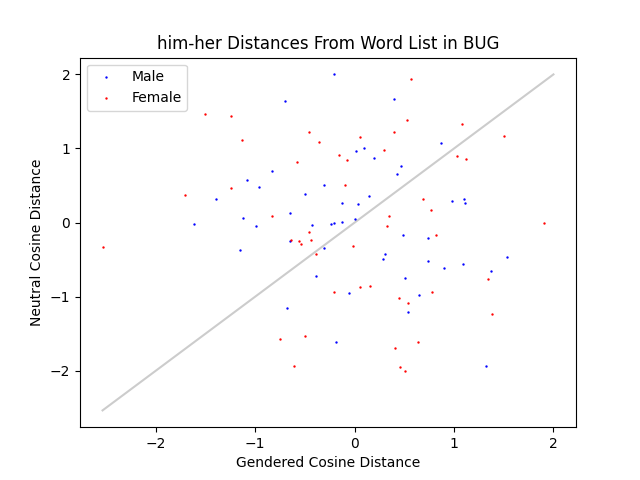 him-her Distances From Word List in BUG
Male
Female
Neutral Cosine Distance
2
1
0
−1
−2
−2
−1
0
1
2
Gendered Cosine Distance